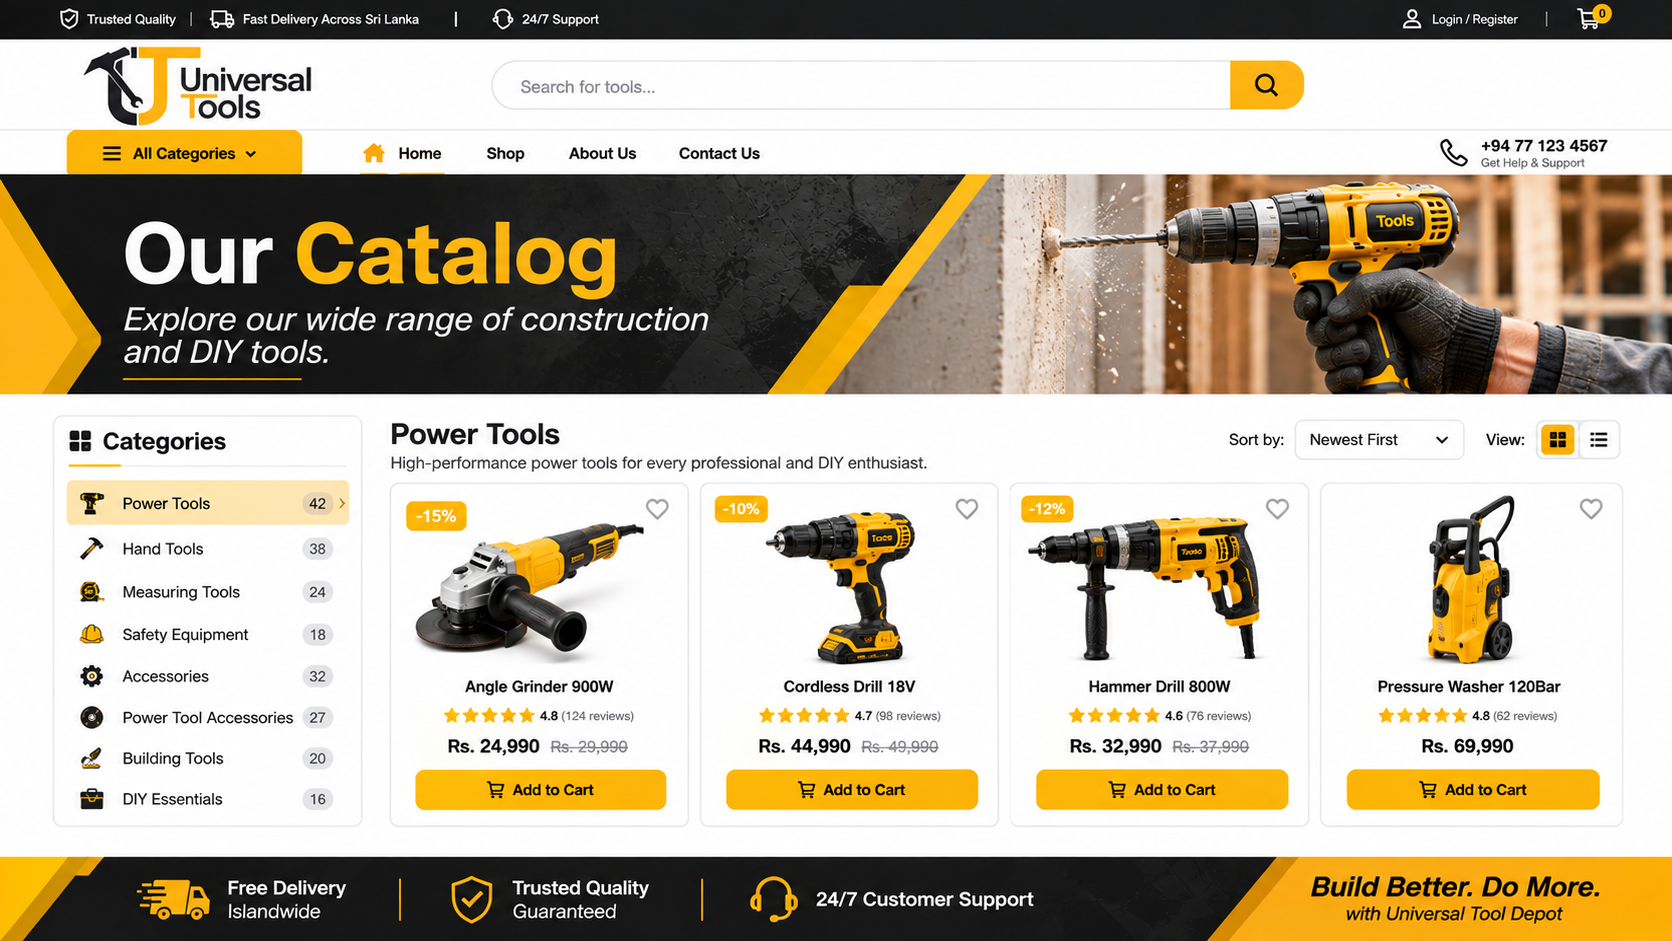 Trusted Quality
Fast Delivery Across Sri Lanka
24/7 Support
Login / Register
0
Universal
Tools
Search for tools...
All Categories
Home
Shop
About Us
Contact Us
+94 77 123 4567
Get Help & Support
Our Catalog
Explore our wide range of construction
and DIY tools.
Tools
Categories
Power Tools 42
Hand Tools 38
Measuring Tools 24
Safety Equipment 18
Accessories 32
Power Tool Accessories 27
Building Tools 20
DIY Essentials 16
Power Tools
High-performance power tools for every professional and DIY enthusiast.
Sort by:
Newest First
View:
-15%
Angle Grinder 900W
4.8 (124 reviews)
Rs. 24,990 Rs. 29,990
Add to Cart
-10%
Cordless Drill 18V
4.7 (98 reviews)
Rs. 44,990 Rs. 49,990
Add to Cart
-12%
Hammer Drill 800W
4.6 (76 reviews)
Rs. 32,990 Rs. 37,990
Add to Cart
Pressure Washer 120Bar
4.8 (62 reviews)
Rs. 69,990
Add to Cart
Free Delivery
Islandwide
Trusted Quality
Guaranteed
24/7 Customer Support
Build Better. Do More.
with Universal Tool Depot